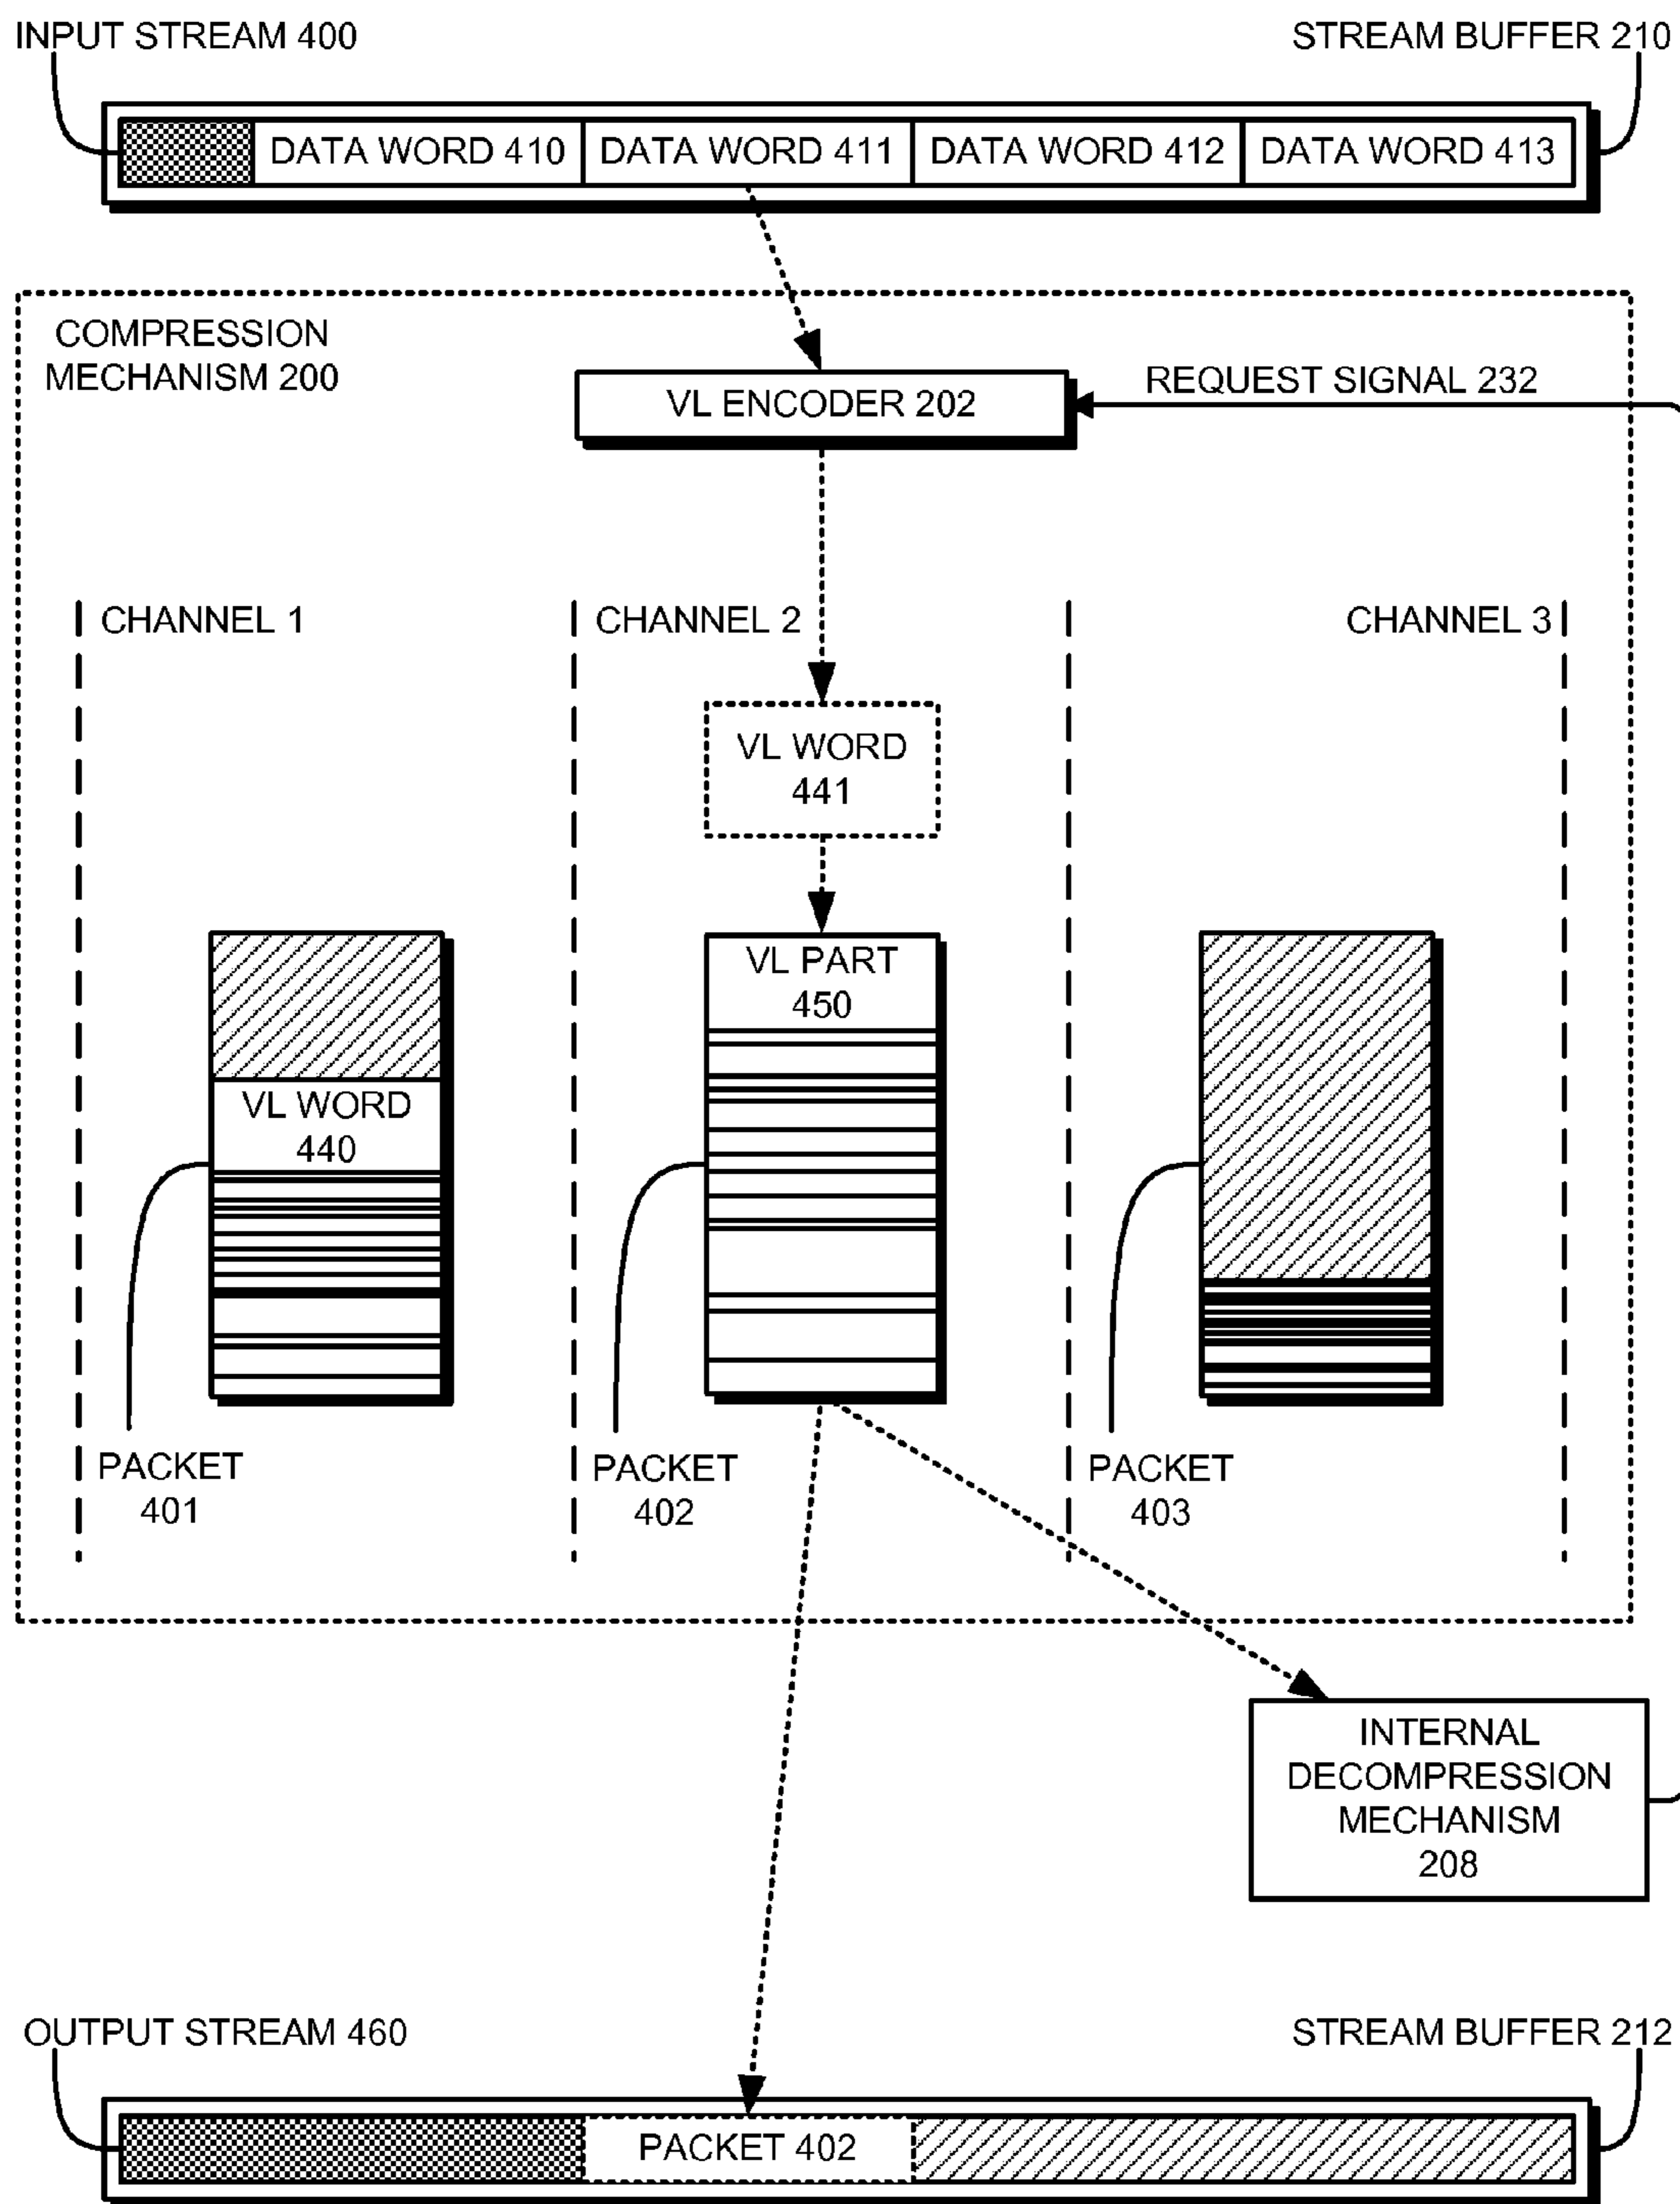 INPUT STREAM 400
STREAM BUFFER 210
DATA WORD 410
DATA WORD 411
DATA WORD 412
DATA WORD 413
COMPRESSION
MECHANISM 200
VL ENCODER 202
REQUEST SIGNAL 232
CHANNEL 1
CHANNEL 2
CHANNEL 3
VL WORD
441
VL PART
450
VL WORD
440
PACKET
401
PACKET
402
PACKET
403
INTERNAL
DECOMPRESSION
MECHANISM
208
OUTPUT STREAM 460
STREAM BUFFER 212
PACKET 402